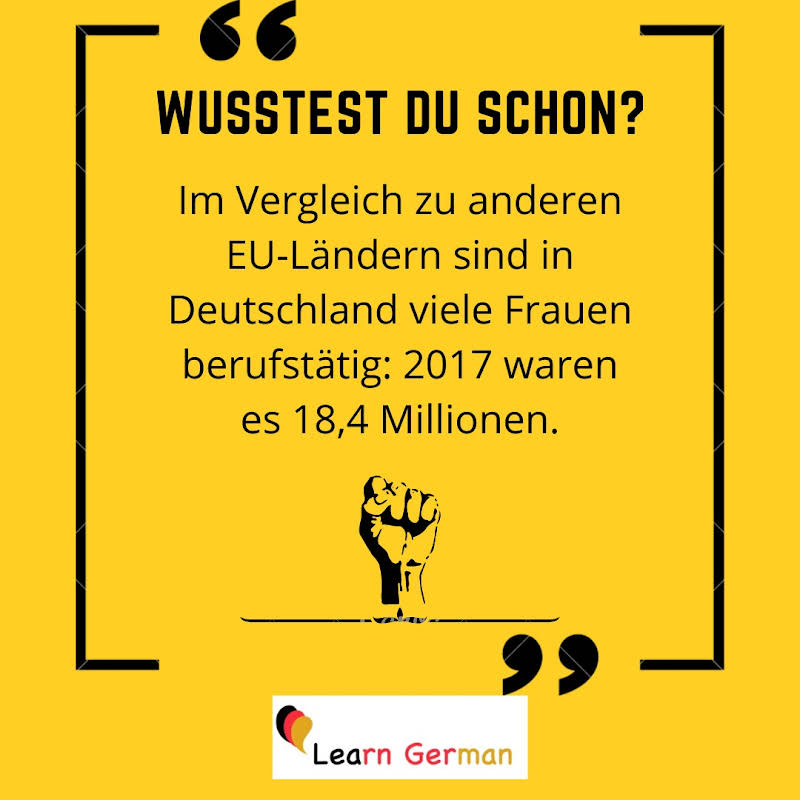 WUSSTEST DU SCHON?
Im Vergleich zu anderen
EU-Ländern sind in
Deutschland viele Frauen
berufstätig: 2017 waren
es 18,4 Millionen.
Learn German